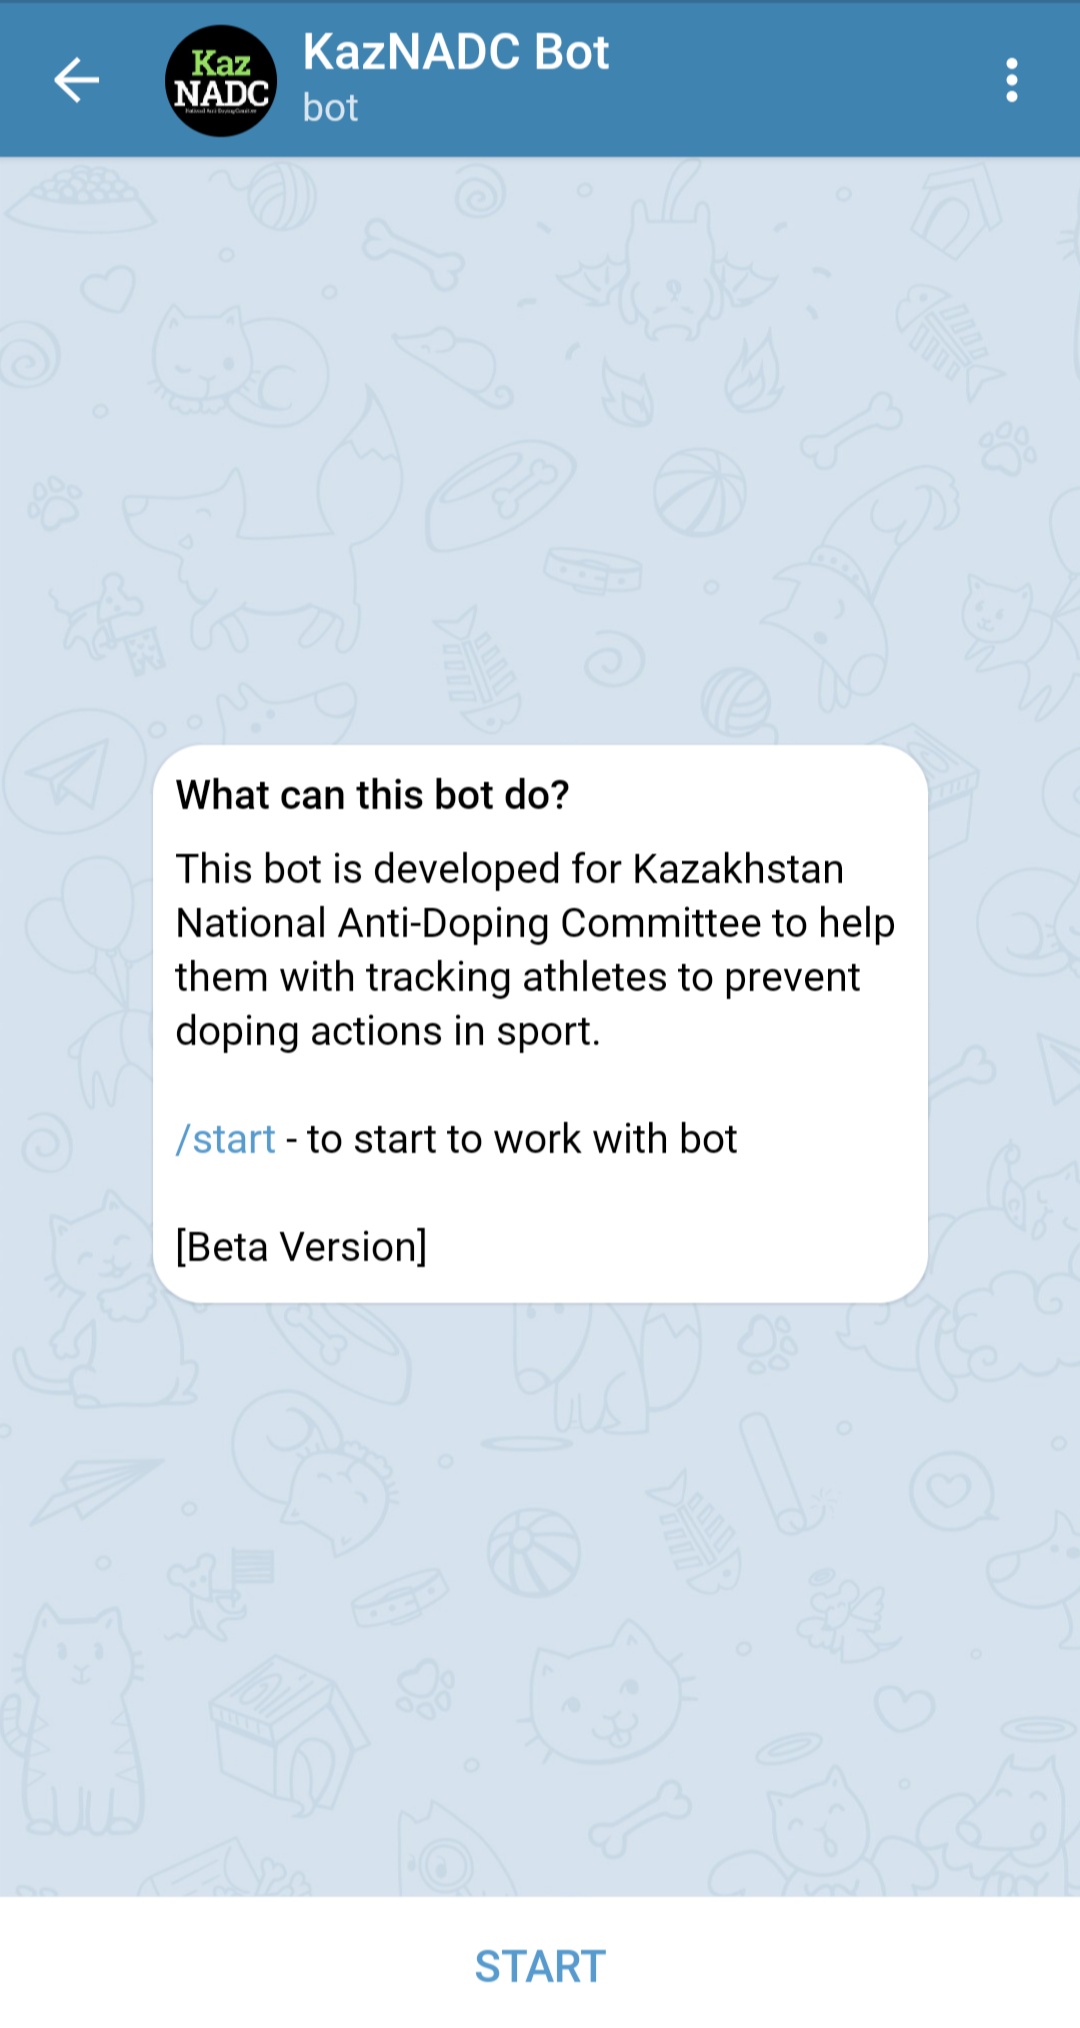 Kaz
NADC
KazNADC Bot
bot
What can this bot do?
This bot is developed for Kazakhstan
National Anti-Doping Committee to help
them with tracking athletes to prevent
doping actions in sport.
/start - to start to work with bot
[Beta Version]
START